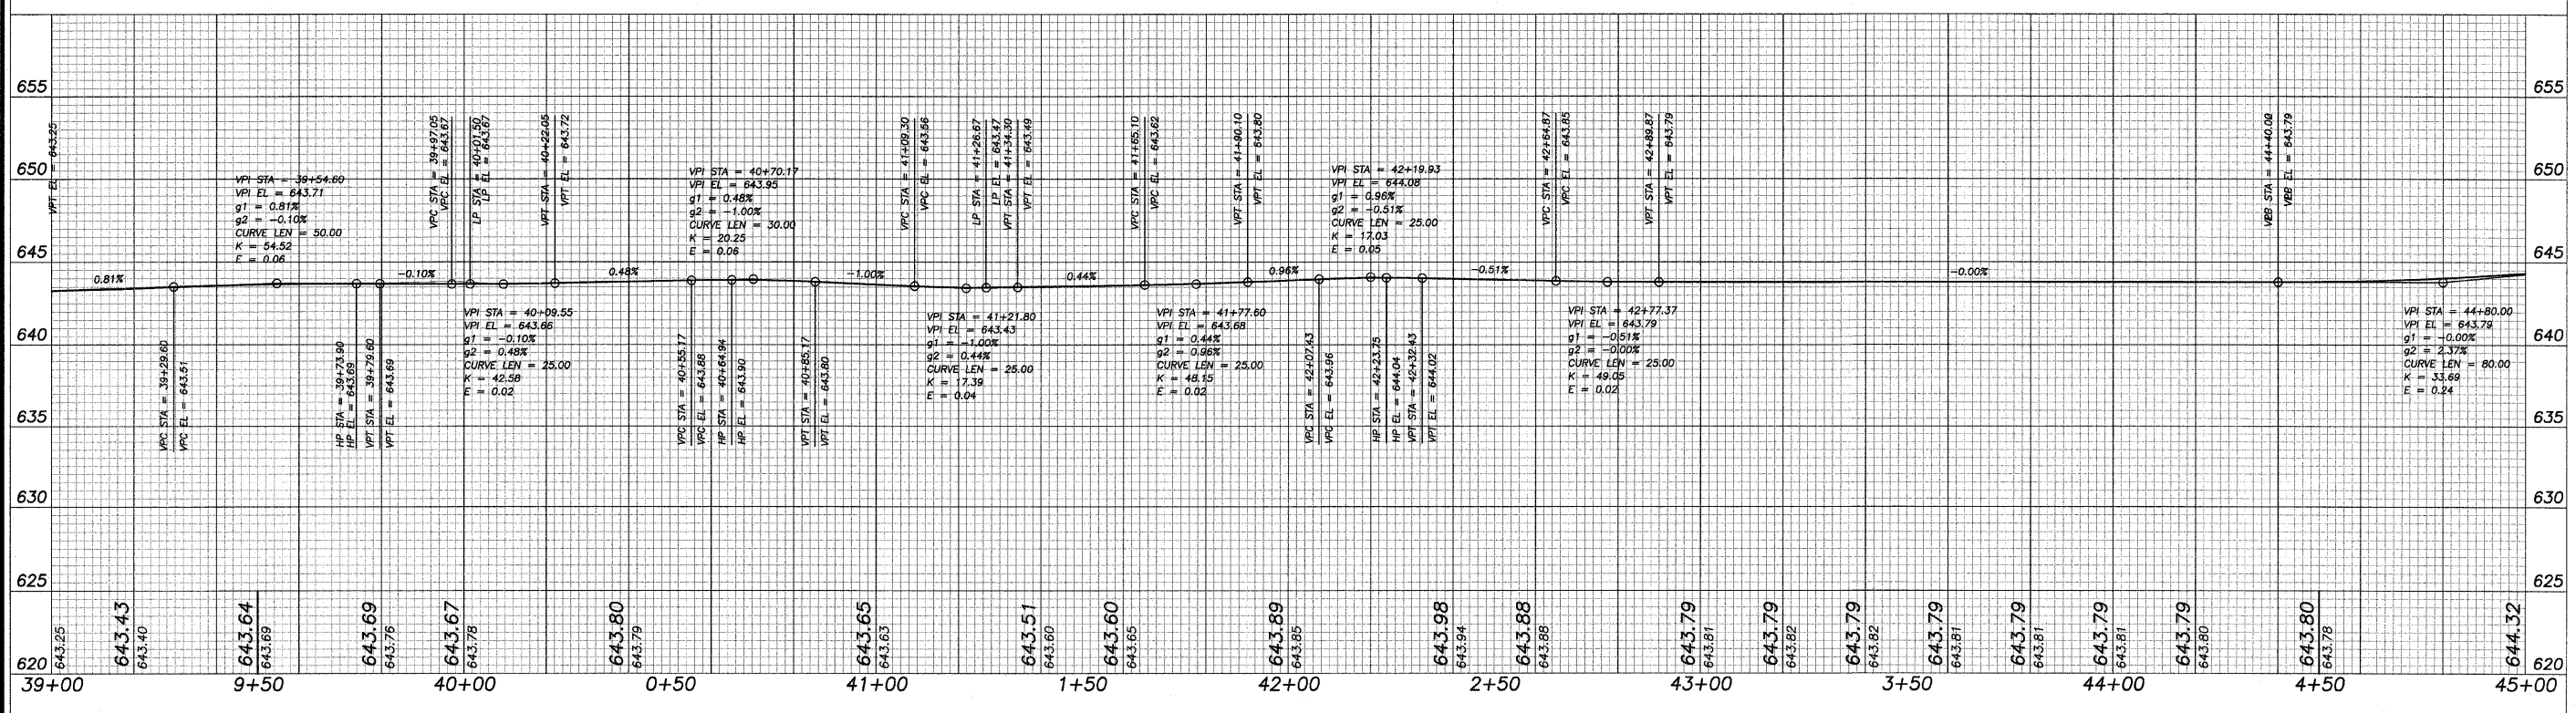 655
650
645
640
635
630
625
620
VPT EL = 643.25
0.81%
VPC STA = 39+29.60
VPC EL = 643.51
VPI STA = 39+54.60
VPI EL = 643.71
g1 = 0.81%
g2 = -0.10%
CURVE LEN = 50.00
K = 54.52
E = 0.06
HP STA = 39+73.90
HP EL = 643.69
VPT STA = 39+79.60
VPT EL = 643.69
-0.10%
VPC STA = 39+97.05
VPC EL = 643.67
LP STA = 40+01.50
LP EL = 643.67
VPI STA = 40+09.55
VPI EL = 643.66
g1 = -0.10%
g2 = 0.48%
CURVE LEN = 25.00
K = 42.58
E = 0.02
VPT STA = 40+22.05
VPT EL = 643.72
0.48%
VPC STA = 40+55.17
VPC EL = 643.88
HP STA = 40+64.94
HP EL = 643.90
VPI STA = 40+70.17
VPI EL = 643.95
g1 = 0.48%
g2 = -1.00%
CURVE LEN = 30.00
K = 20.25
E = 0.06
VPT STA = 40+85.17
VPT EL = 643.80
-1.00%
VPC STA = 41+09.30
VPC EL = 643.56
VPI STA = 41+21.80
VPI EL = 643.43
g1 = -1.00%
g2 = 0.44%
CURVE LEN = 25.00
K = 17.39
E = 0.04
LP STA = 41+26.67
LP EL = 643.47
VPT STA = 41+34.30
VPT EL = 643.49
0.44%
VPC STA = 41+65.10
VPC EL = 643.62
VPI STA = 41+77.60
VPI EL = 643.68
g1 = 0.44%
g2 = 0.96%
CURVE LEN = 25.00
K = 48.15
E = 0.02
VPT STA = 41+90.10
VPT EL = 643.80
0.96%
VPC STA = 42+07.43
VPC EL = 643.96
VPI STA = 42+19.93
VPI EL = 644.08
g1 = 0.96%
g2 = -0.51%
CURVE LEN = 25.00
K = 17.03
E = 0.05
HP STA = 42+23.75
HP EL = 644.04
VPT STA = 42+32.43
VPT EL = 644.02
-0.51%
VPC STA = 42+64.87
VPC EL = 643.85
VPI STA = 42+77.37
VPI EL = 643.79
g1 = -0.51%
g2 = -0.00%
CURVE LEN = 25.00
K = 49.05
E = 0.02
VPT STA = 42+89.87
VPT EL = 643.79
-0.00%
STA = 44+40.00
EL = 643.79
VPI STA = 44+80.00
VPI EL = 643.79
g1 = -0.00%
g2 = 2.37%
CURVE LEN = 80.00
K = 33.69
E = 0.24
655
650
645
640
635
630
625
620
643.25
643.43
643.40
643.64
643.69
643.69
643.76
643.67
643.78
643.80
643.79
643.65
643.63
643.51
643.60
643.60
643.65
643.89
643.85
643.98
643.94
643.88
643.88
643.79
643.81
643.79
643.82
643.79
643.82
643.79
643.81
643.79
643.81
643.79
643.81
643.79
643.80
643.80
643.78
644.32
39+00
9+50
40+00
0+50
41+00
1+50
42+00
2+50
43+00
3+50
44+00
4+50
45+00